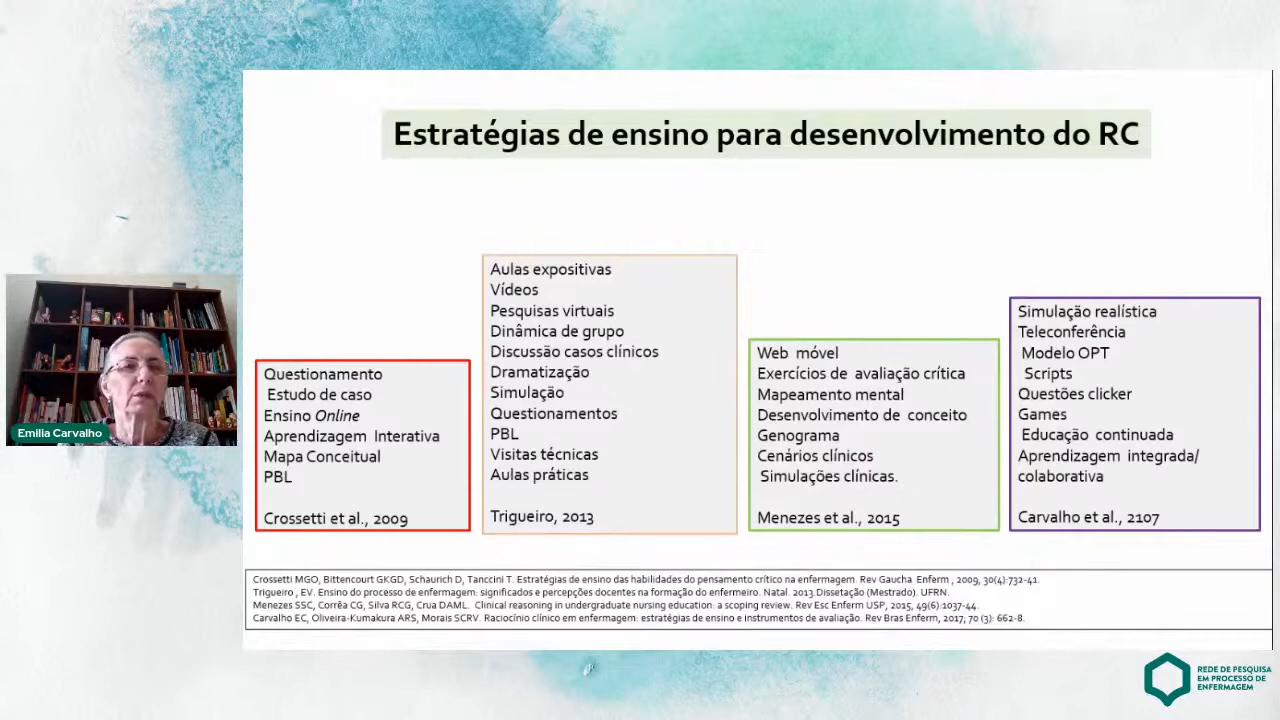 Estratégias de ensino para desenvolvimento do RC
Questionamento
Estudo de caso
Ensino Online
Aprendizagem Interativa
Mapa Conceitual
PBL
Crossetti et al., 2009
Aulas expositivas
Vídeos
Pesquisas virtuais
Dinâmica de grupo
Discussão casos clínicos
Dramatização
Simulação
Questionamentos
PBL
Visitas técnicas
Aulas práticas
Trigueiro, 2013
Web móvel
Exercícios de avaliação crítica
Mapeamento mental
Desenvolvimento de conceito
Genograma
Cenários clínicos
Simulações clínicas.
Menezes et al., 2015
Simulação realística
Teleconferência
Modelo OPT
Scripts
Questões clicker
Games
Educação continuada
Aprendizagem integrada/
colaborativa
Carvalho et al., 2107
Emilia Carvalho
Crossetti MGO, Bittencourt GKGD, Schaurich D, Tanccini T. Estratégias de ensino das habilidades do pensamento crítico na enfermagem. Rev Gaucha Enferm , 2009, 30(4):732-41.
Trigueiro , EV. Ensino do processo de enfermagem: significados e percepções docentes na formação do enfermeiro. Natal. 2013.Dissetação (Mestrado). UFRN.
Menezes SSC, Corrêa CG, Silva RCG, Crua DAML. Clinical reasoning in undergraduate nursing education: a scoping review. Rev Esc Enferm USP, 2015, 49(6):1037-44.
Carvalho EC, Oliveira-Kumakura ARS, Morais SCRV. Raciocínio clínico em enfermagem: estratégias de ensino e instrumentos de avaliação. Rev Bras Enferm, 2017; 70 (3): 662-8.
REDE DE PESQUISA
EM PROCESSO DE
ENFERMAGEM